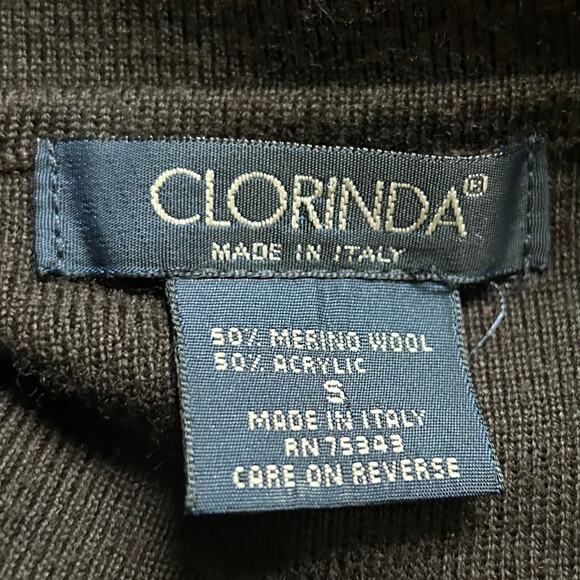 CLORINDA®
MADE IN ITALY
50% MERINO WOOL
50% ACRYLIC
S
MADE IN ITALY
RN75343
CARE ON REVERSE